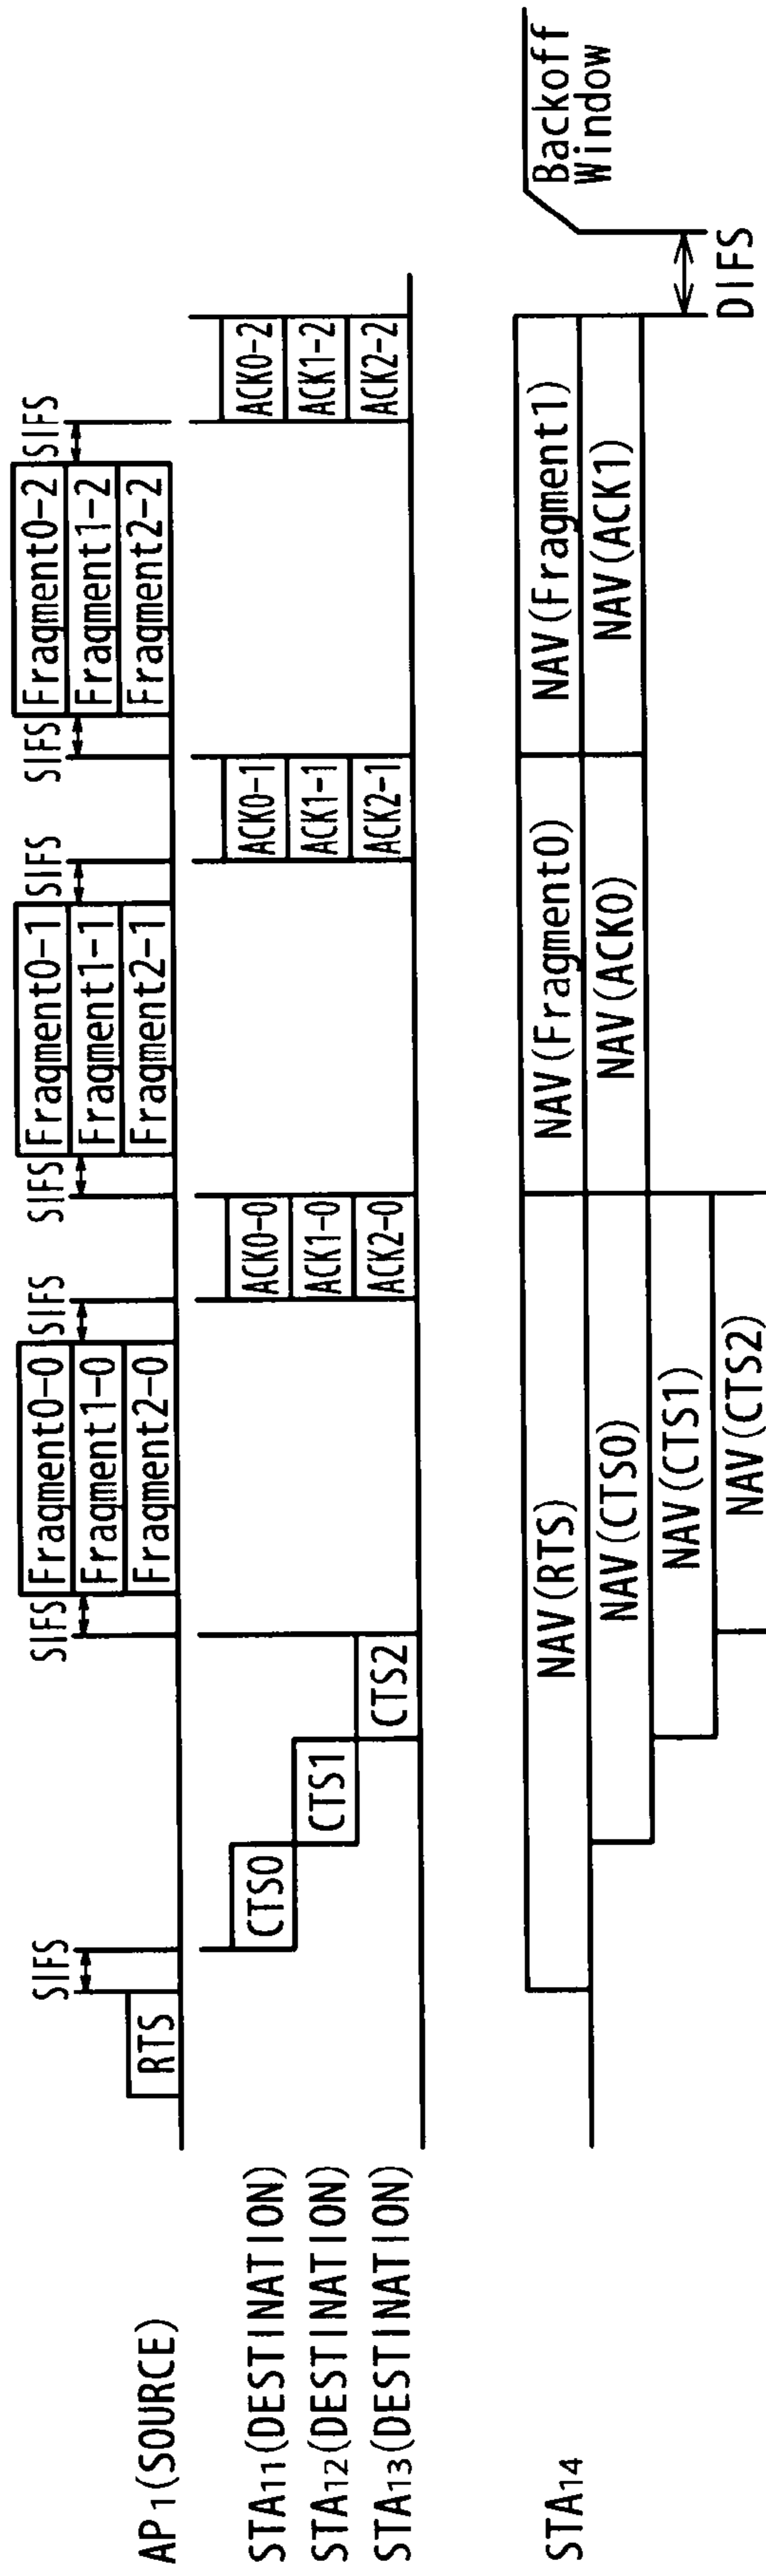 AP1(SOURCE)
RTS
SIFS
SIFS
Fragment0-0
Fragment1-0
Fragment2-0
SIFS
SIFS
Fragment0-1
Fragment1-1
Fragment2-1
SIFS
SIFS
Fragment0-2
Fragment1-2
Fragment2-2
SIFS
STA11(DESTINATION)
STA12(DESTINATION)
STA13(DESTINATION)
CTS0
CTS1
CTS2
ACK0-0
ACK1-0
ACK2-0
ACK0-1
ACK1-1
ACK2-1
ACK0-2
ACK1-2
ACK2-2
STA14
NAV(RTS)
NAV(CTS0)
NAV(CTS1)
NAV(CTS2)
NAV(Fragment0)
NAV(ACK0)
NAV(Fragment1)
NAV(ACK1)
DIFS
Backoff
Window